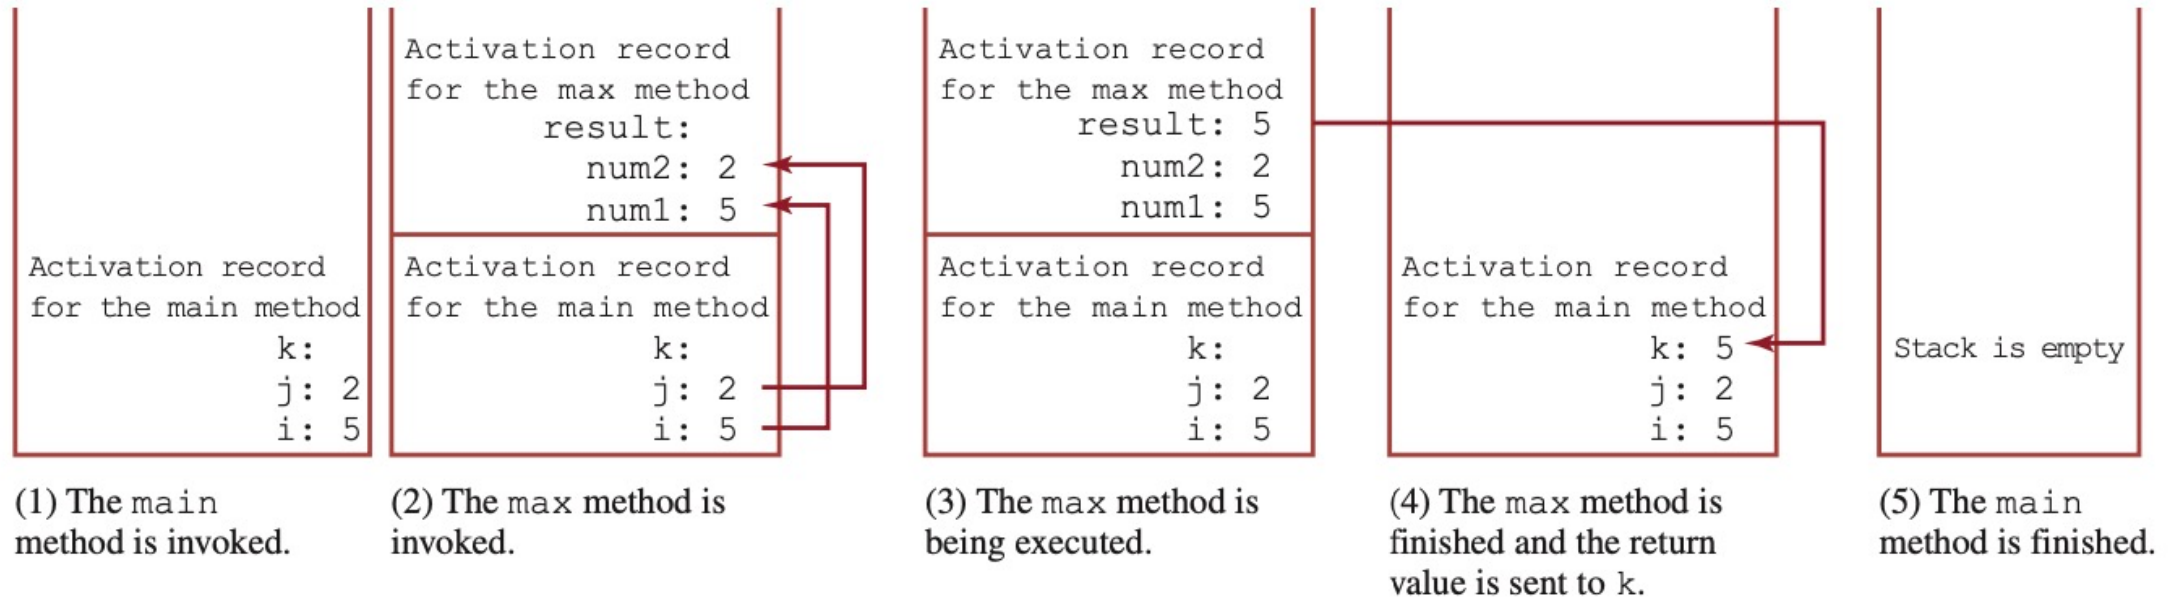 Activation record
for the main method
k:
j: 2
i: 5
(1) The main
method is invoked.
Activation record
for the max method
result:
num2: 2
num1: 5
Activation record
for the main method
k:
j: 2
i: 5
(2) The max method is
invoked.
Activation record
for the max method
result: 5
num2: 2
num1: 5
Activation record
for the main method
k:
j: 2
i: 5
(3) The max method is
being executed.
Activation record
for the main method
k: 5
j: 2
i: 5
(4) The max method is
finished and the return
value is sent to k.
Stack is empty
(5) The main
method is finished.